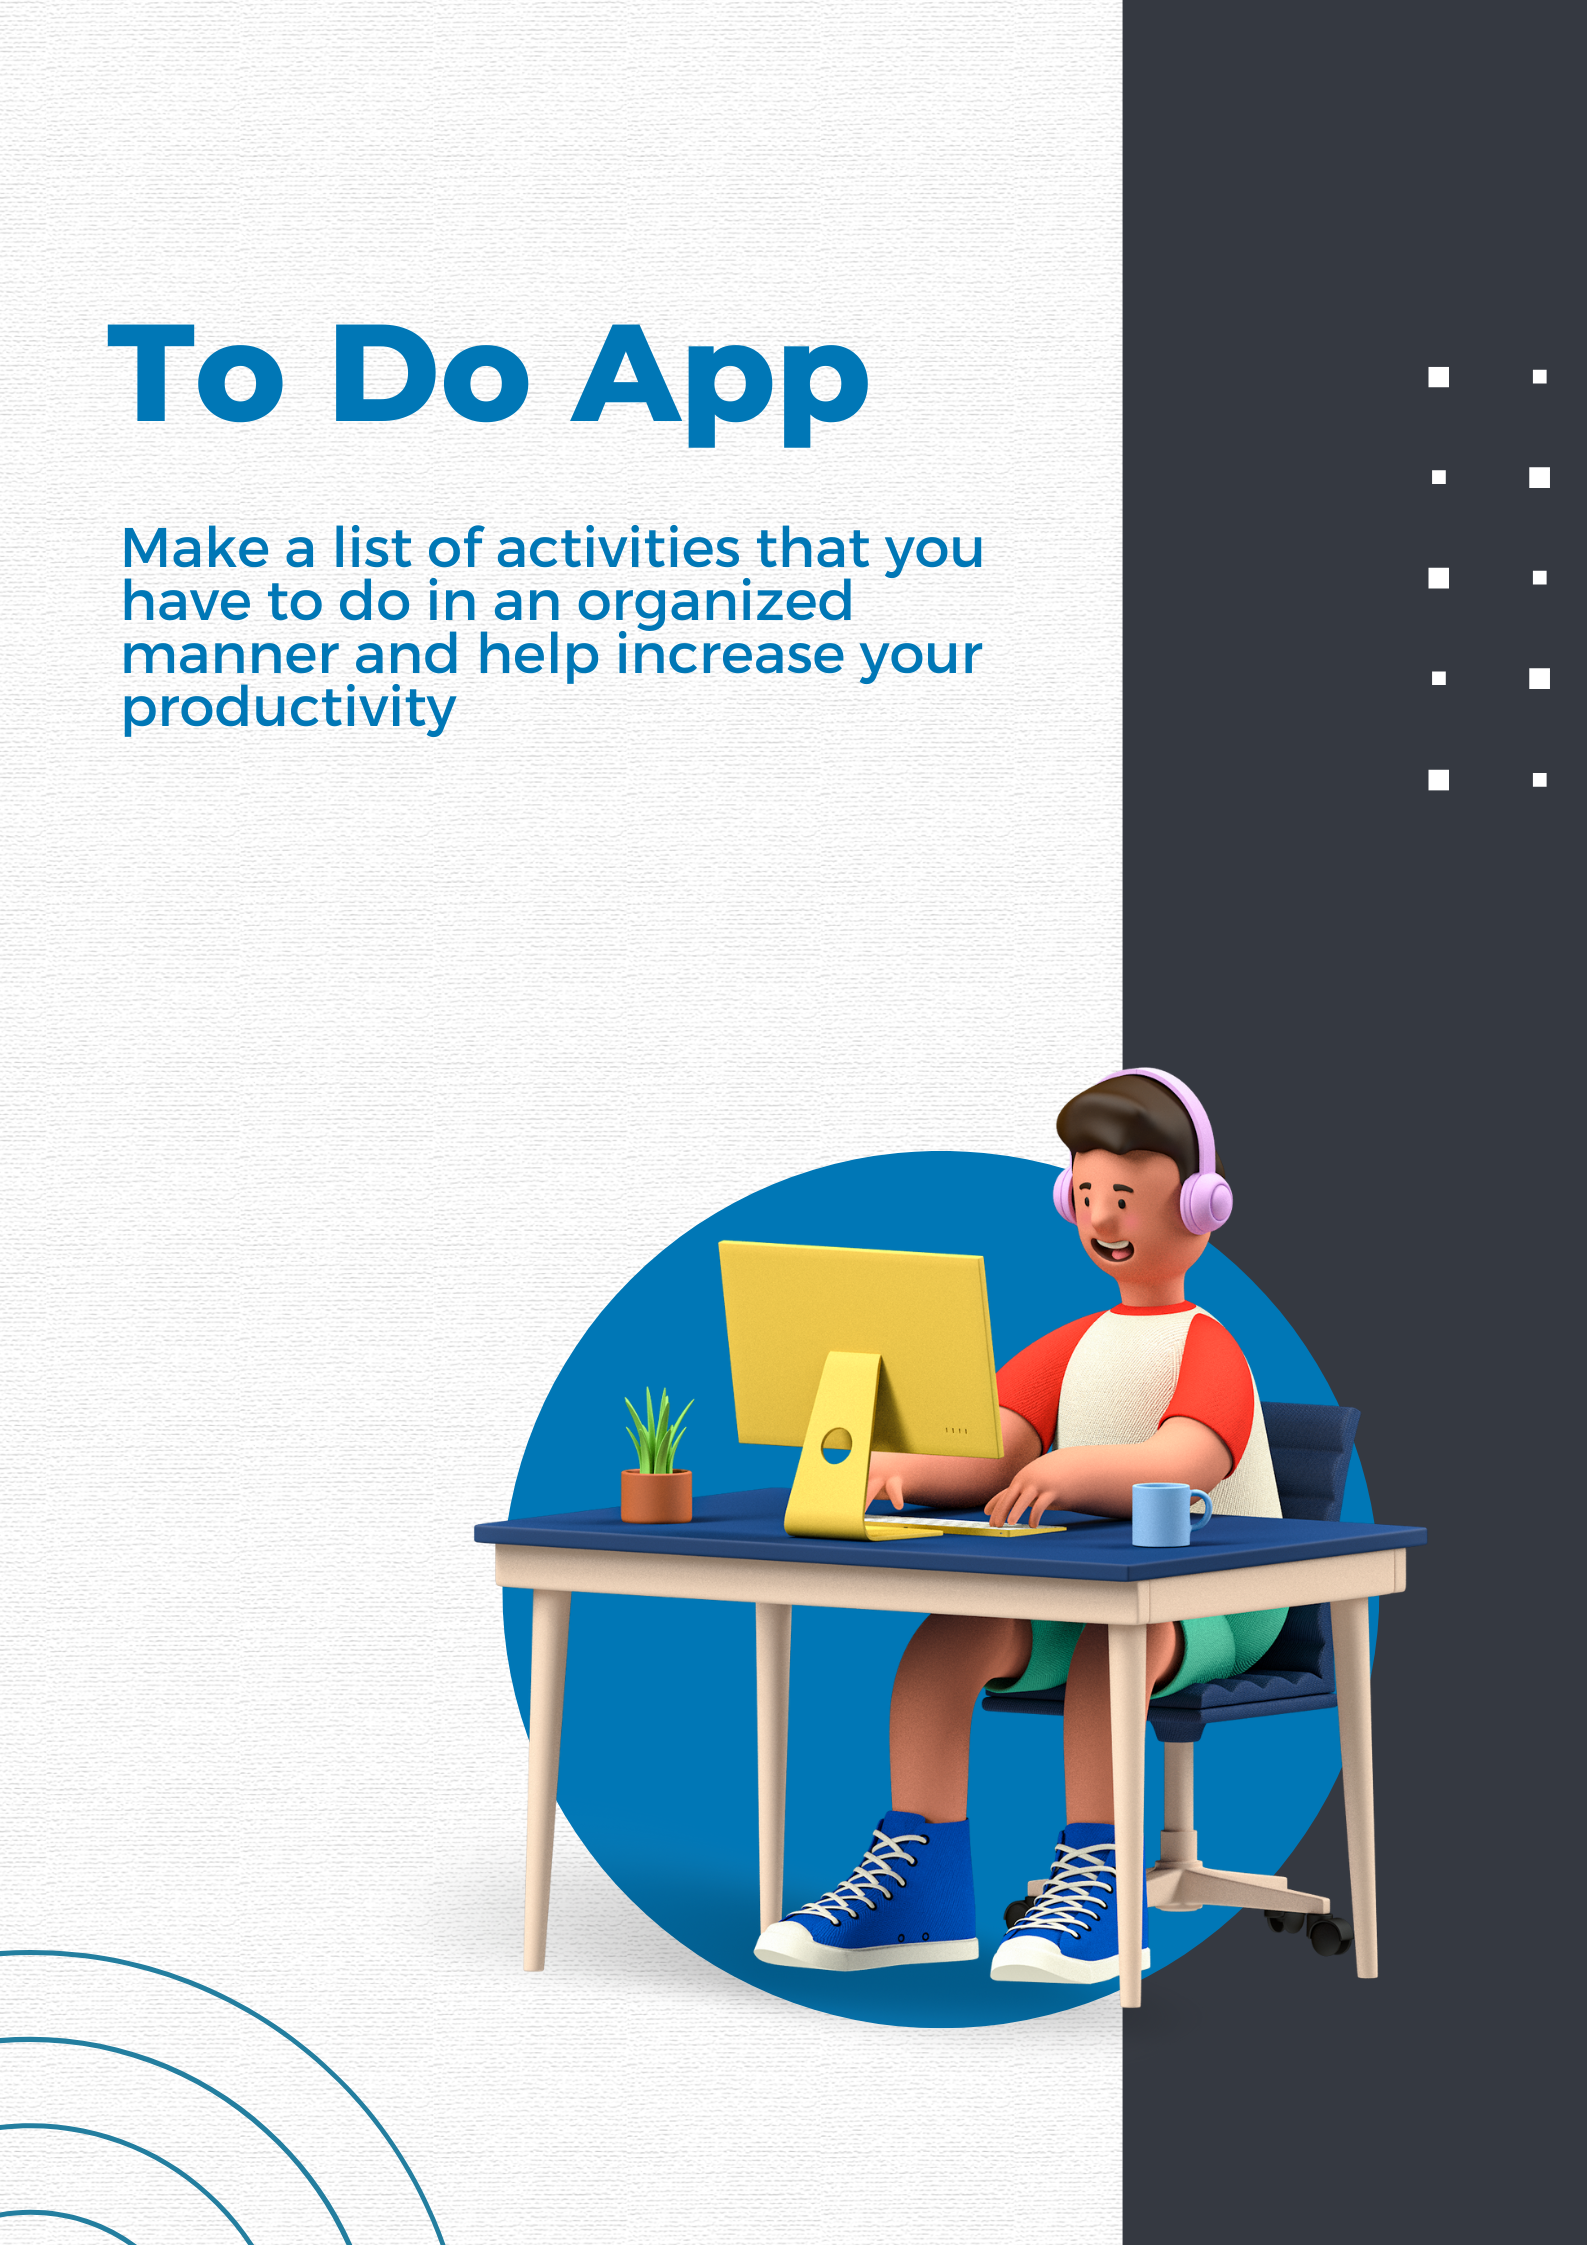 To Do App
Make a list of activities that you
have to do in an organized
manner and help increase your
productivity